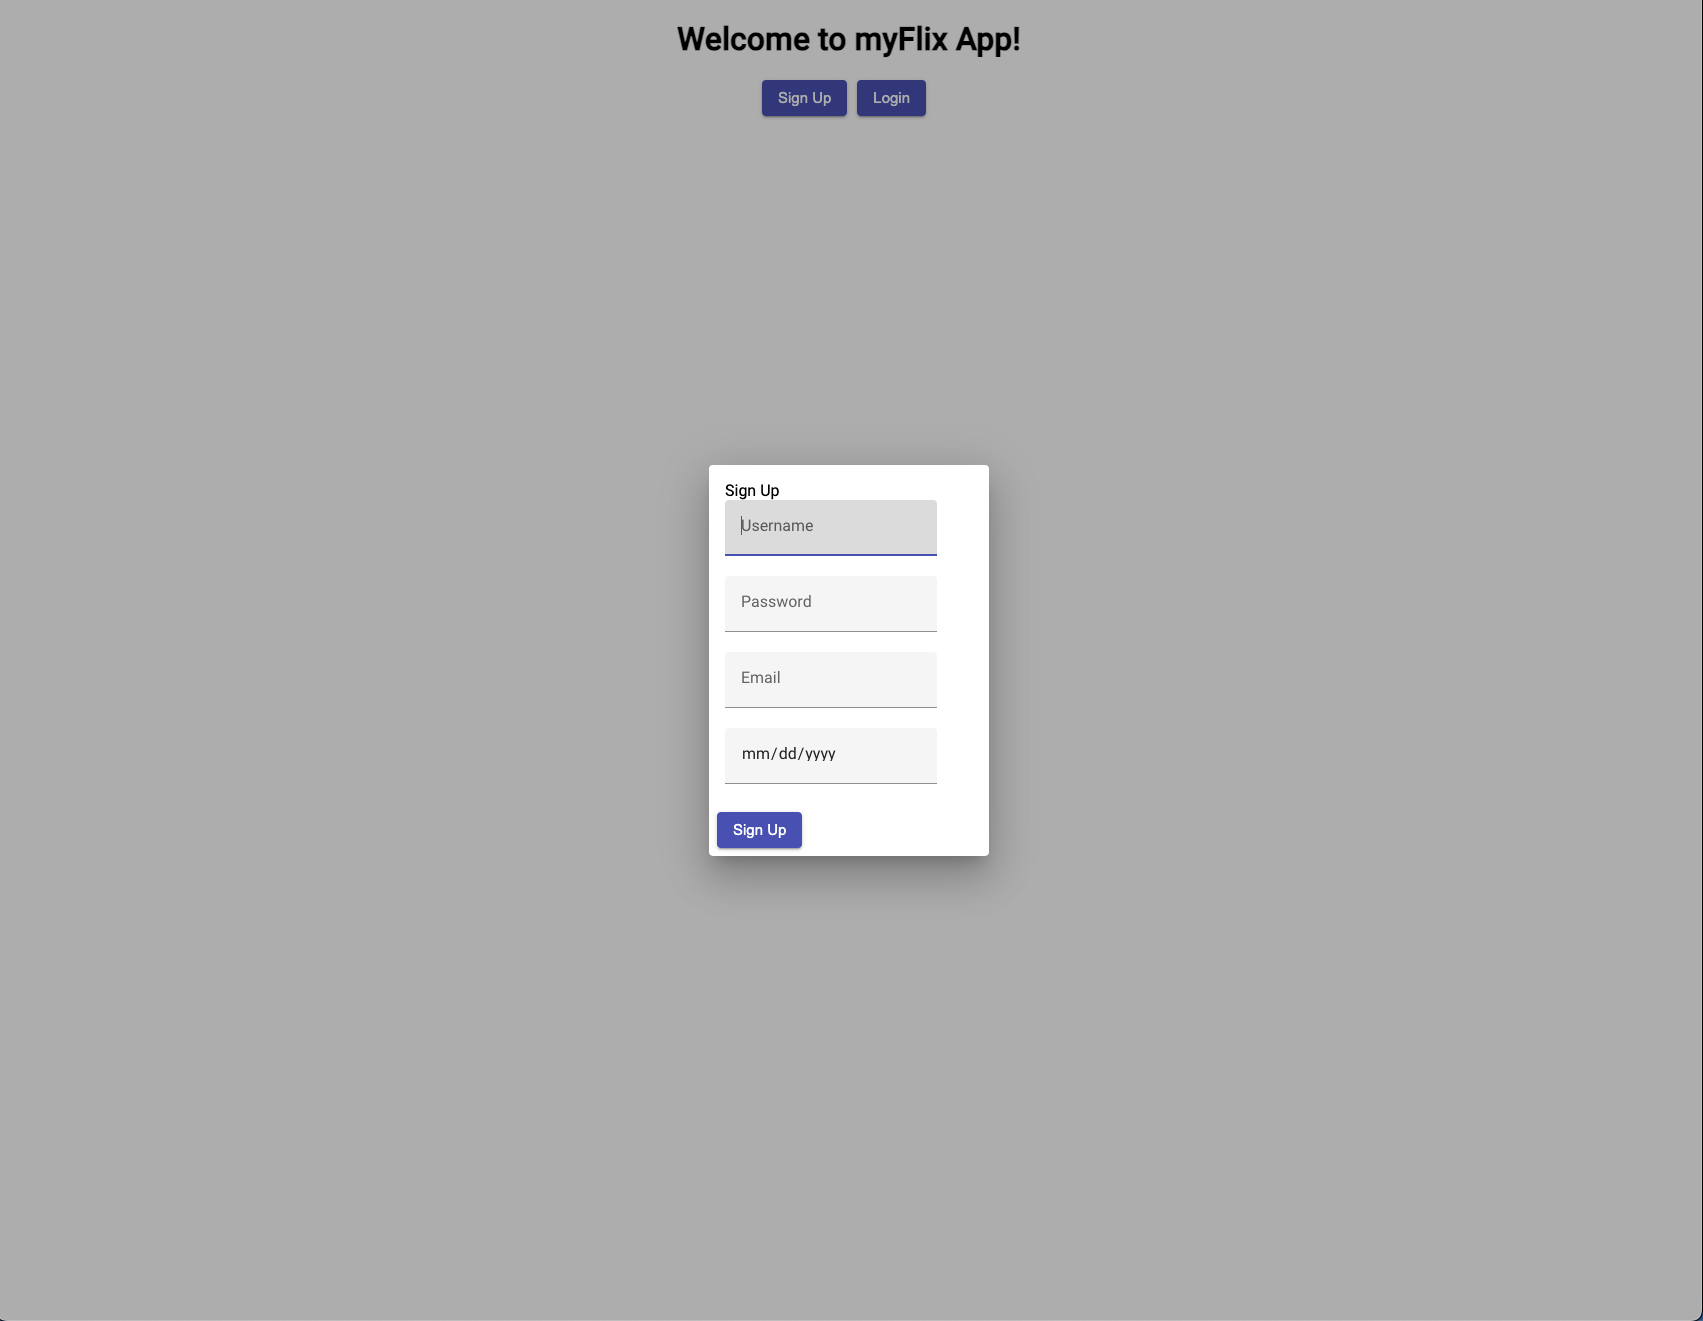 Welcome to myFlix App!
Sign Up Login
Sign Up
Username
Password
Email
mm/dd/yyyy
Sign Up